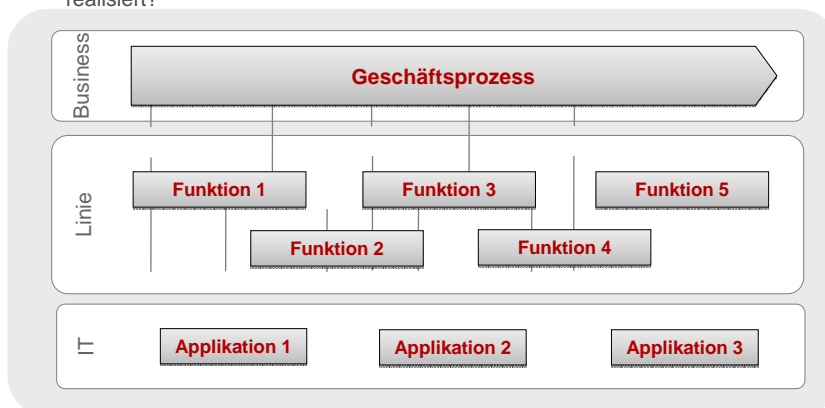 realisiert?
Business
Geschäftsprozess
Linie
Funktion 1
Funktion 3
Funktion 5
Funktion 2
Funktion 4
IT
Applikation 1
Applikation 2
Applikation 3